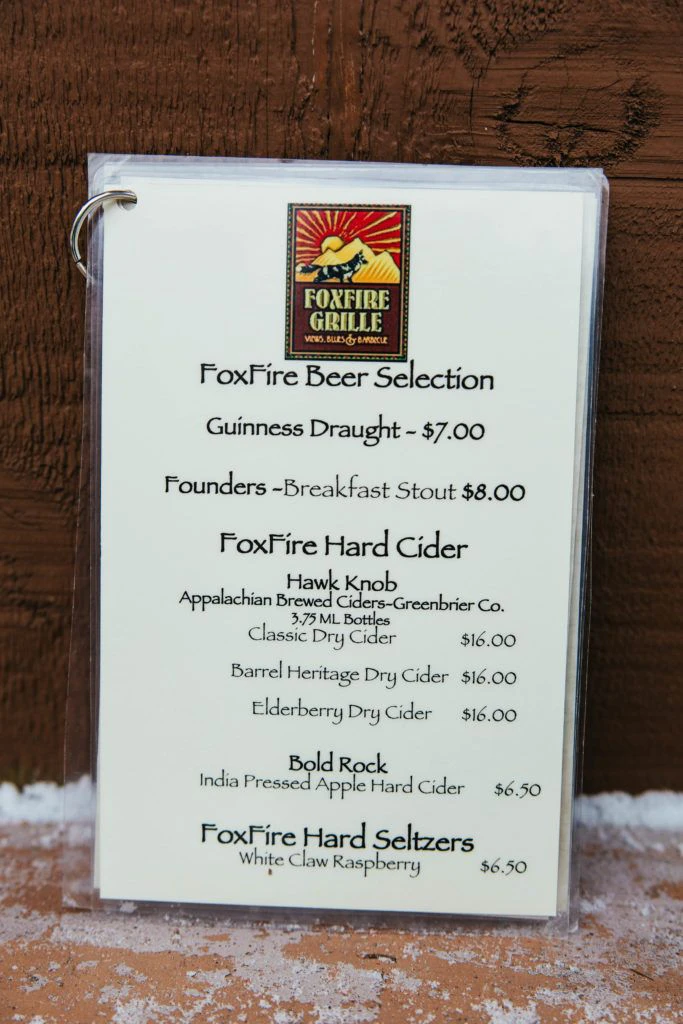 FOXFIRE
GRILLE
VIEWS, BLUES & BARBECUE
FoxFire Beer Selection
Guinness Draught - $7.00
Founders -Breakfast Stout $8.00
FoxFire Hard Cider
Hawk Knob
Appalachian Brewed Ciders-Greenbrier Co.
3.75 ML Bottles
Classic Dry Cider $16.00
Barrel Heritage Dry Cider $16.00
Elderberry Dry Cider $16.00
Bold Rock
India Pressed Apple Hard Cider $6.50
FoxFire Hard Seltzers
White Claw Raspberry $6.50